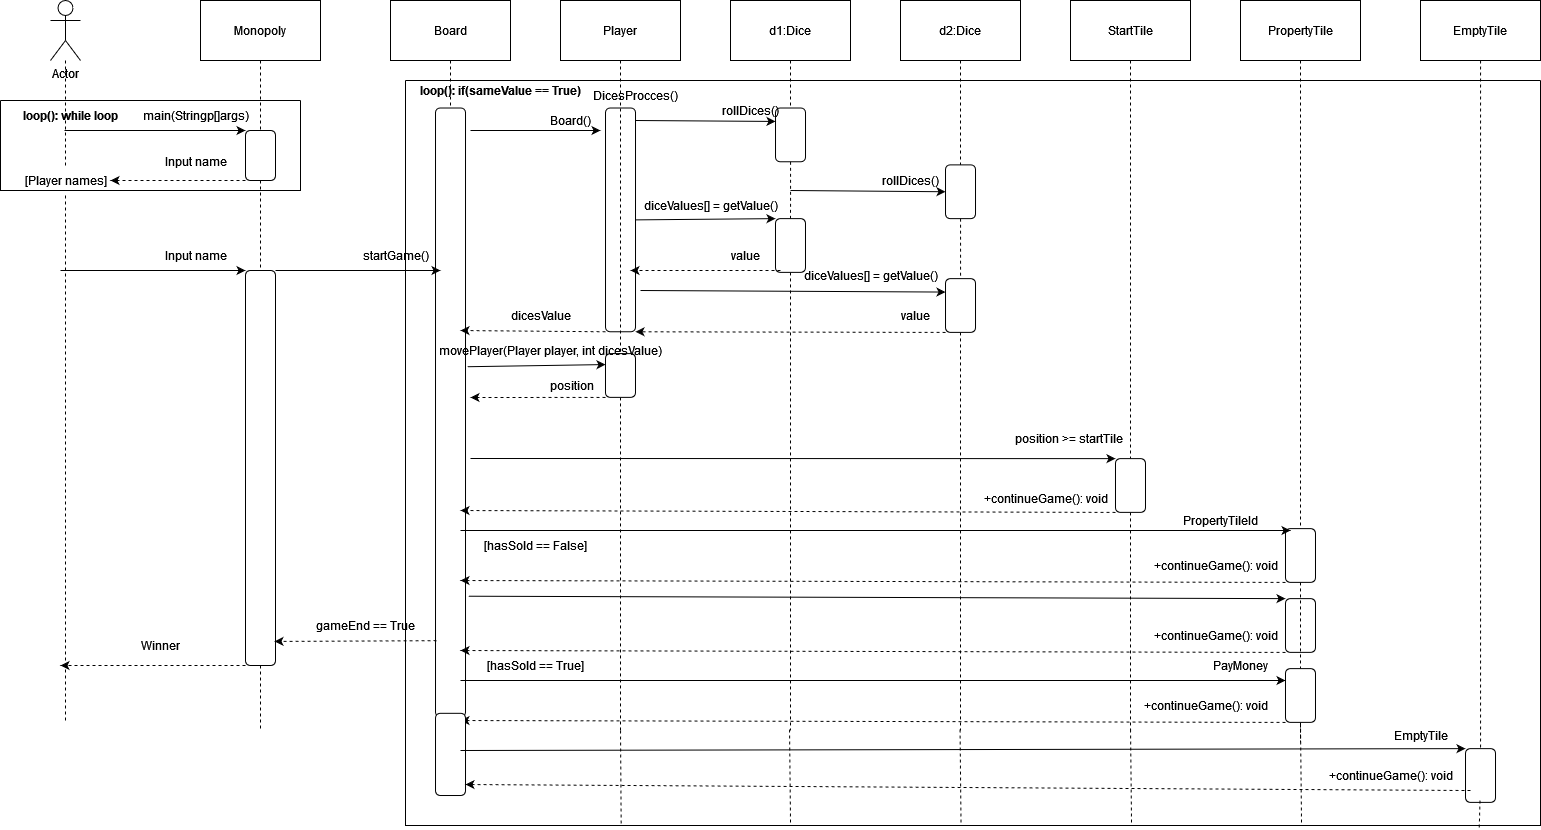 Monopoly
Board
Player
d1:Dice
d2:Dice
StartTile
PropertyTile
EmptyTile
Actor
loop(): if(sameValue == True)
DicesProcces()
loop(): while loop
main(Stringp[]args)
Board()
rollDices()
Input name
[Player names]
rollDices()
diceValues[] = getValue()
Input name
startGame()
value
diceValues[] = getValue()
dicesValue
value
movePlayer(Player player, int dicesValue)
position
position >= startTile
+continueGame(): void
PropertyTileId
[hasSold == False]
+continueGame(): void
gameEnd == True
+continueGame(): void
Winner
[hasSold == True]
PayMoney
+continueGame(): void
EmptyTile
+continueGame(): void